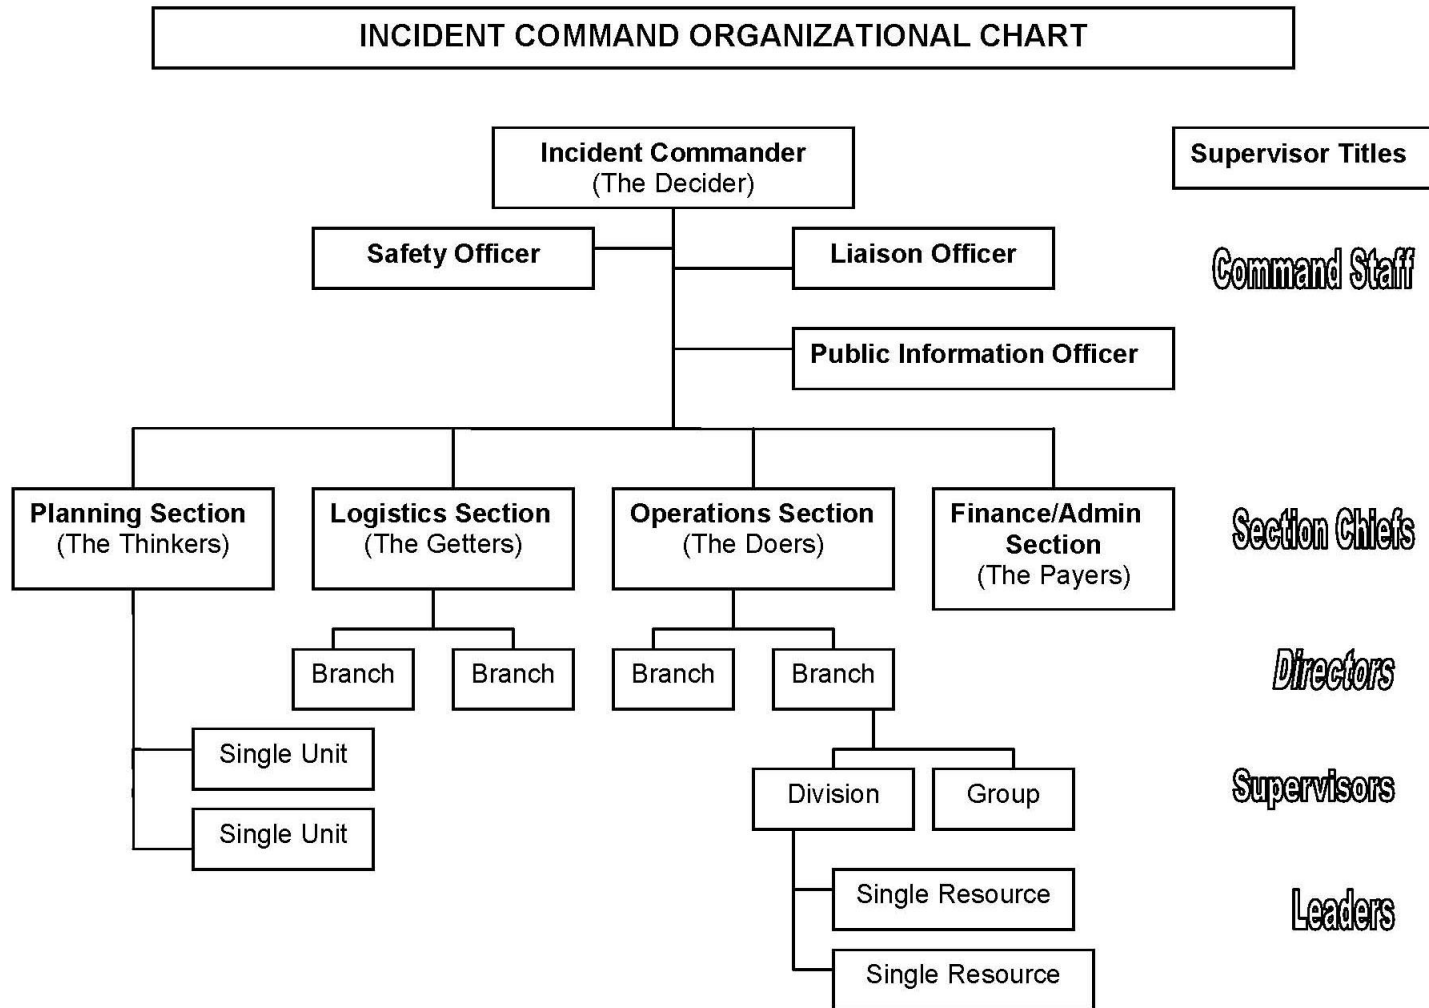 INCIDENT COMMAND ORGANIZATIONAL CHART
Incident Commander
(The Decider)
Supervisor Titles
Safety Officer
Liaison Officer
Command Staff
Public Information Officer
Planning Section
(The Thinkers)
Logistics Section
(The Getters)
Operations Section
(The Doers)
Finance/Admin
Section
(The Payers)
Section Chiefs
Branch
Branch
Branch
Branch
Directors
Single Unit
Single Unit
Division
Group
Supervisors
Single Resource
Single Resource
Leaders